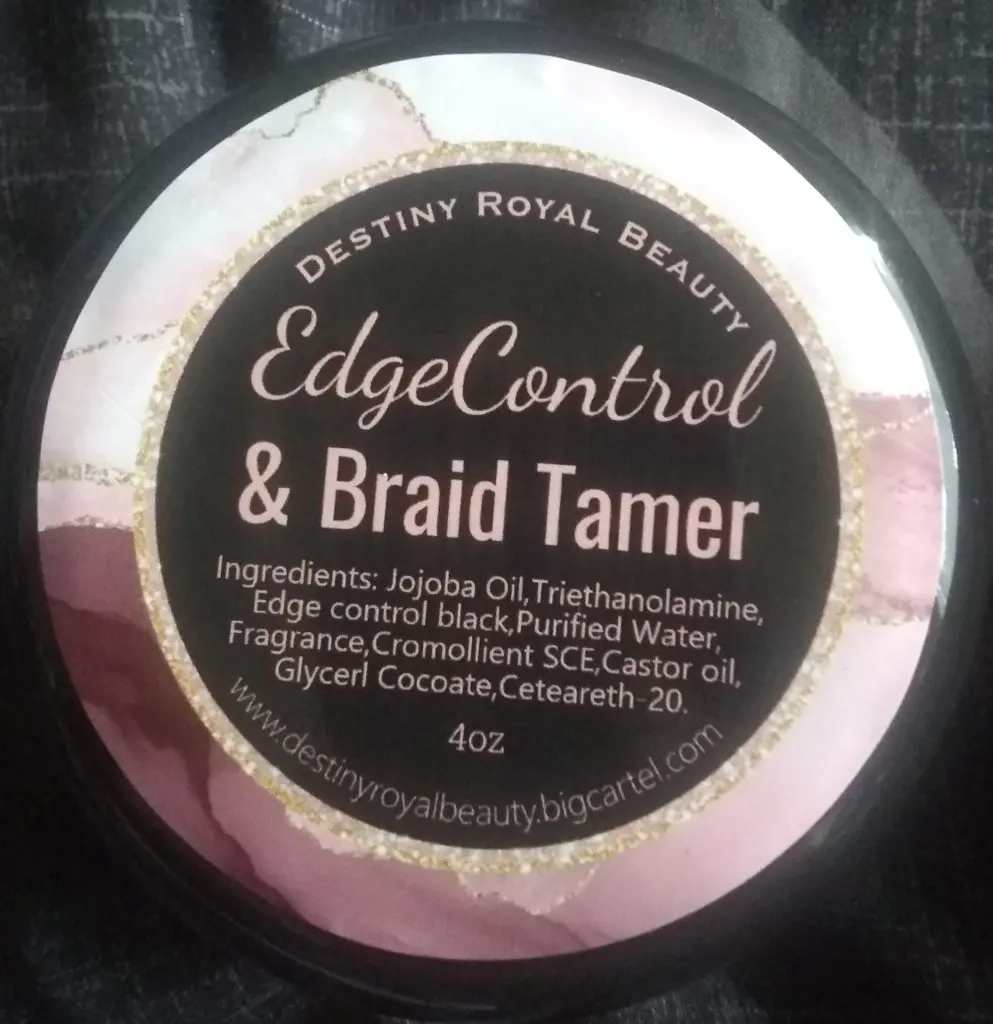 DESTINY ROYAL BEAUTY
EdgeControl
& Braid Tamer
Ingredients: Jojoba Oil,Triethanolamine,
Edge control black,Purified Water,
Fragrance,Cromollient SCE,Castor oil,
Glycerl Cocoate,Ceteareth-20.
4oz
www.destinyroyalbeauty.bigcartel.com